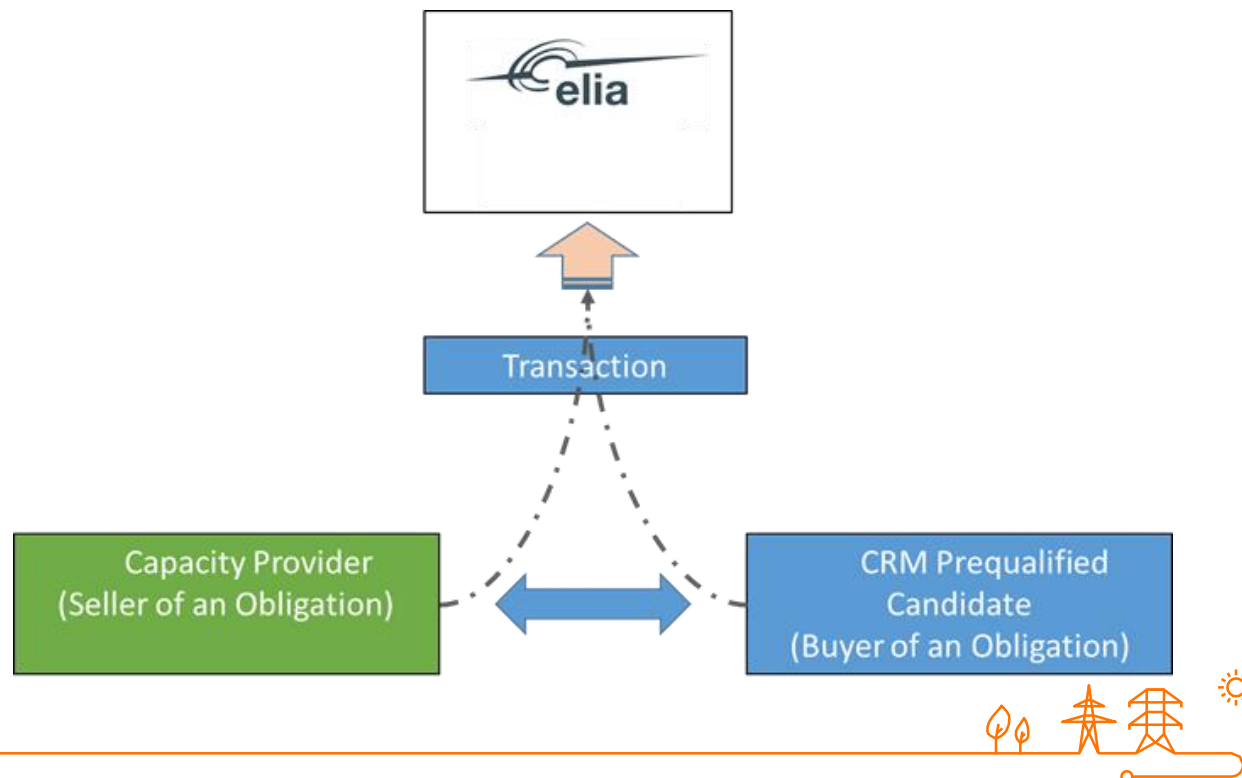 elia
Transaction
Capacity Provider
(Seller of an Obligation)
CRM Prequalified
Candidate
(Buyer of an Obligation)